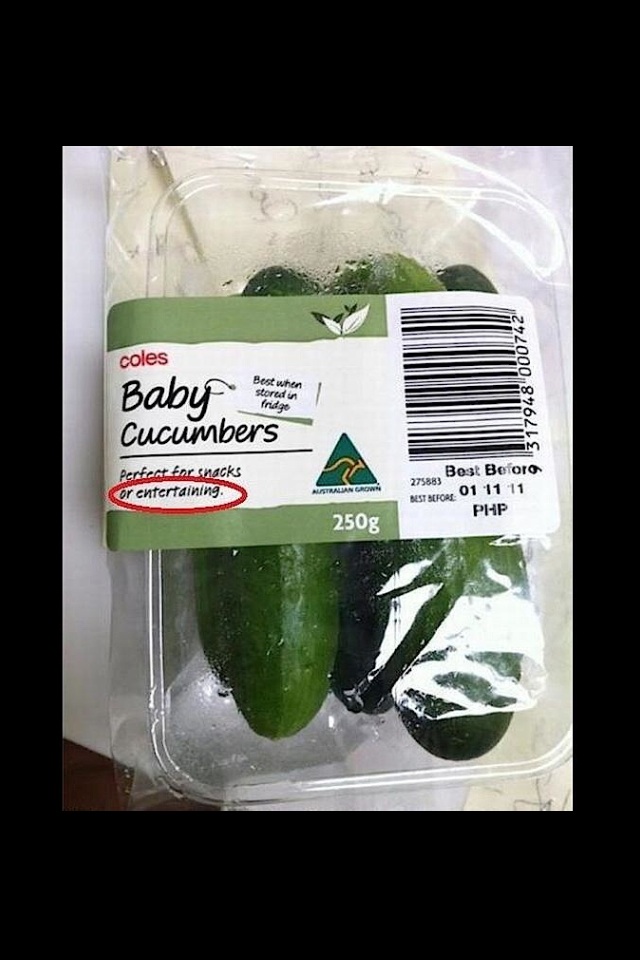 coles
Baby
Cucumbers
Best when
stored in
fridge
Perfect for snacks
or entertaining.
AUSTRALIAN GROWN
250g
317948 000742
275883
Best Before
BEST BEFORE:
01 11 11
PHP